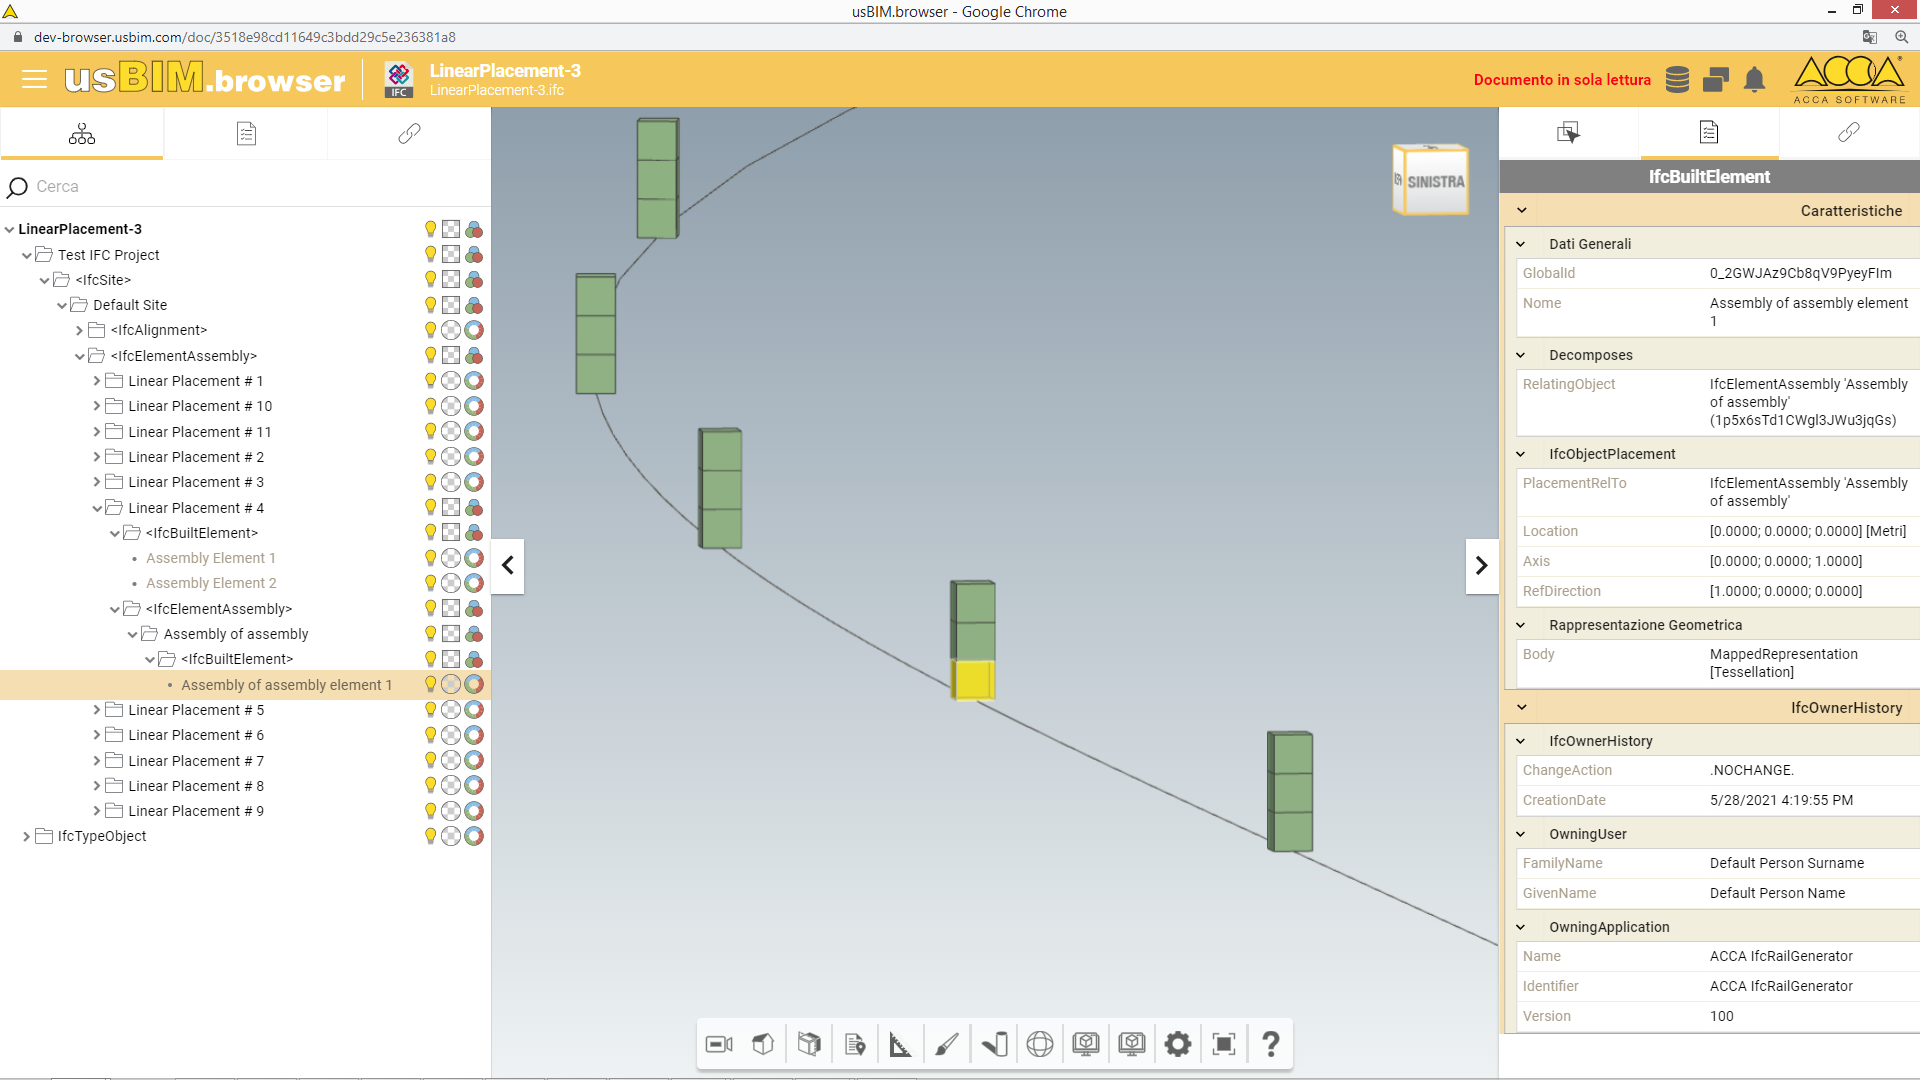 usBIM.browser - Google Chrome
dev-browser.usbim.com/doc/3518e98cd11649c3bdd29c5e236381a8
usBIM.browser
IFC
LinearPlacement-3
LinearPlacement-3.ifc
Documento in sola lettura
ACCA
ACCA SOFTWARE
Cerca
LinearPlacement-3
Test IFC Project
<IfcSite>
Default Site
<IfcAlignment>
<IfcElementAssembly>
Linear Placement # 1
Linear Placement # 10
Linear Placement # 11
Linear Placement # 2
Linear Placement # 3
Linear Placement # 4
<IfcBuiltElement>
Assembly Element 1
Assembly Element 2
<IfcElementAssembly>
Assembly of assembly
<IfcBuiltElement>
Assembly of assembly element 1
Linear Placement # 5
Linear Placement # 6
Linear Placement # 7
Linear Placement # 8
Linear Placement # 9
IfcTypeObject
SINISTRA
IfcBuiltElement
Caratteristiche
Dati Generali
GlobalId 0_2GWJAz9Cb8qV9PyeyFIm
Nome Assembly of assembly element
1
Decomposes
RelatingObject IfcElementAssembly 'Assembly
of assembly'
(1p5x6sTd1CWgl3JWu3jqGs)
IfcObjectPlacement
PlacementRelTo IfcElementAssembly 'Assembly
of assembly'
Location [0.0000; 0.0000; 0.0000] [Metri]
Axis [0.0000; 0.0000; 1.0000]
RefDirection [1.0000; 0.0000; 0.0000]
Rappresentazione Geometrica
Body MappedRepresentation
[Tessellation]
IfcOwnerHistory
IfcOwnerHistory
ChangeAction .NOCHANGE.
CreationDate 5/28/2021 4:19:55 PM
OwningUser
FamilyName Default Person Surname
GivenName Default Person Name
OwningApplication
Name ACCA IfcRailGenerator
Identifier ACCA IfcRailGenerator
Version 100